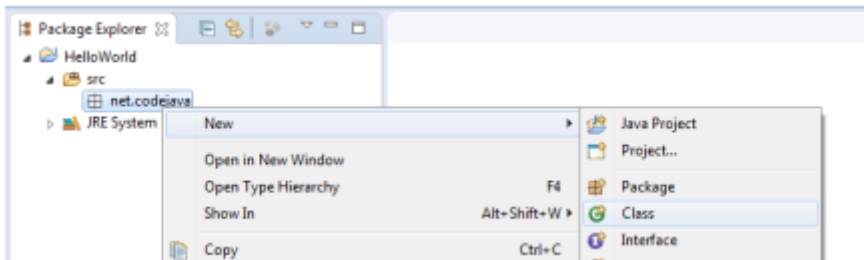 Package Explorer
HelloWorld
src
net.codejava
JRE System
New
Open in New Window
Open Type Hierarchy F4
Show In Alt+Shift+W
Copy Ctrl+C
Java Project
Project...
Package
Class
Interface